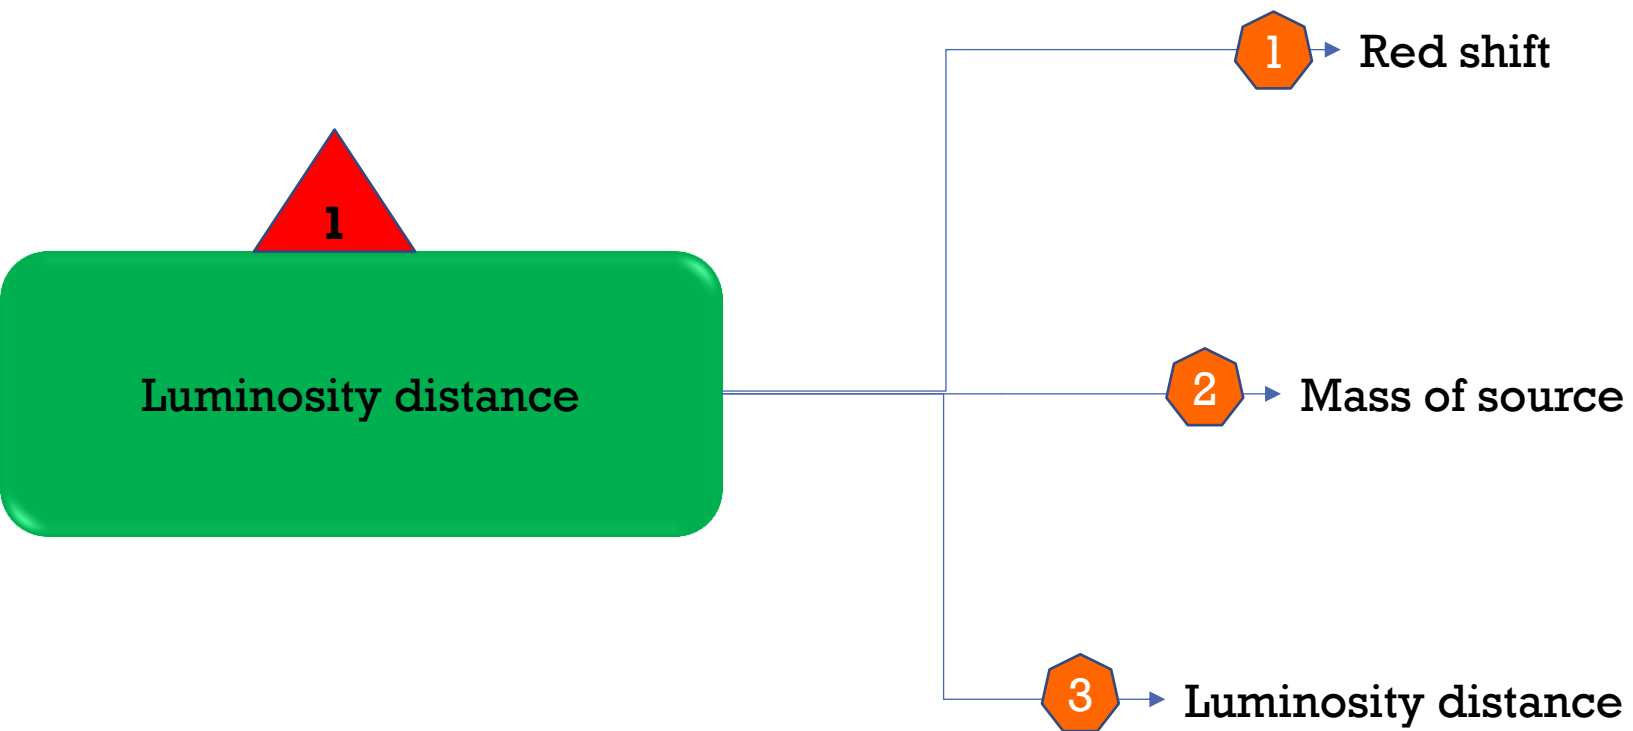 1
Red shift
1
Luminosity distance
2
Mass of source
3
Luminosity distance